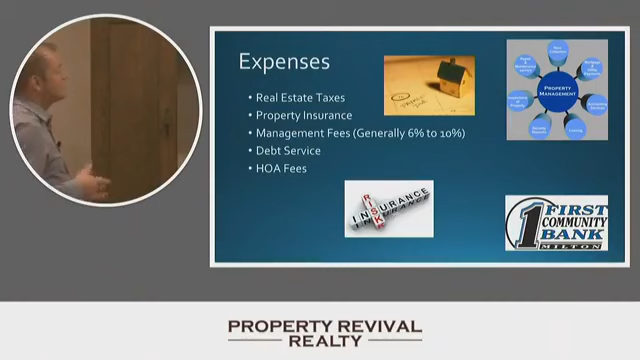 Expenses
• Real Estate Taxes
• Property Insurance
• Management Fees (Generally 6% to 10%)
• Debt Service
• HOA Fees
PROPERTY
MANAGEMENT
RISK
INSURANCE
1 FIRST
COMMUNITY
BANK
MILTON
PROPERTY REVIVAL
REALTY